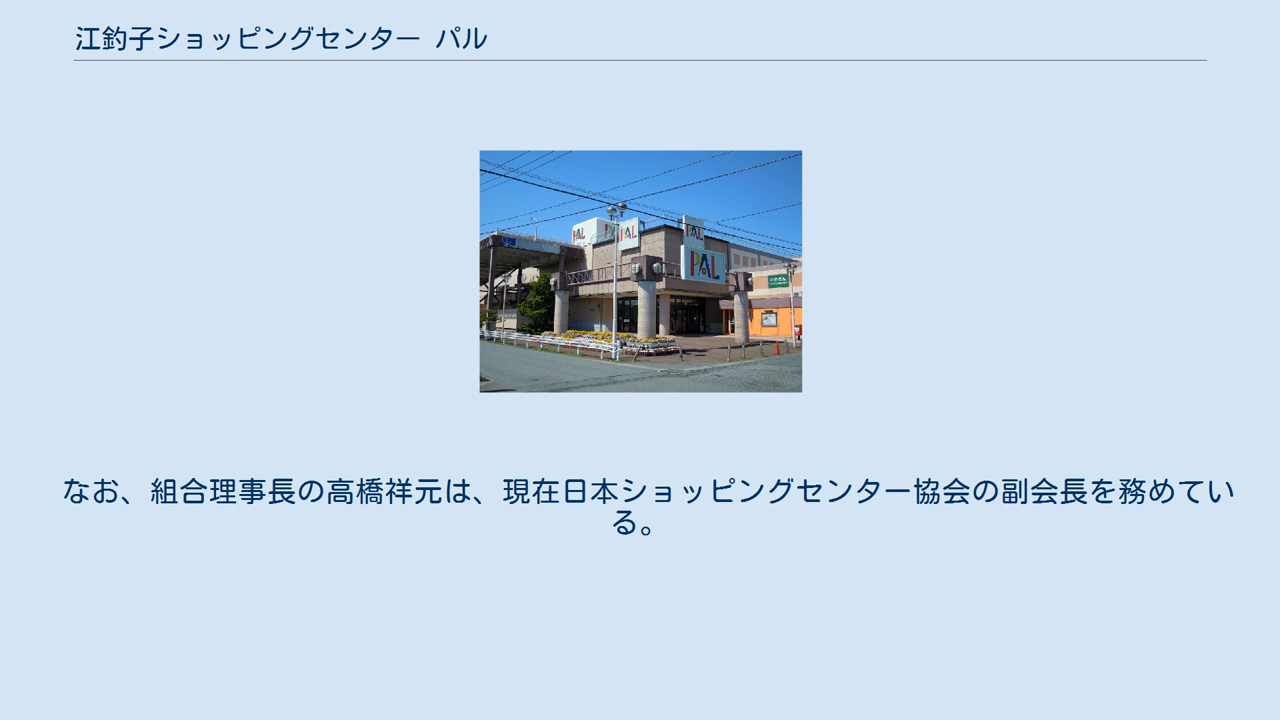 江釣子ショッピングセンター パル
PAL
PAL
PAL
PAL
なお、組合理事長の高橋祥元は、現在日本ショッピングセンター協会の副会長を務めてい
る。